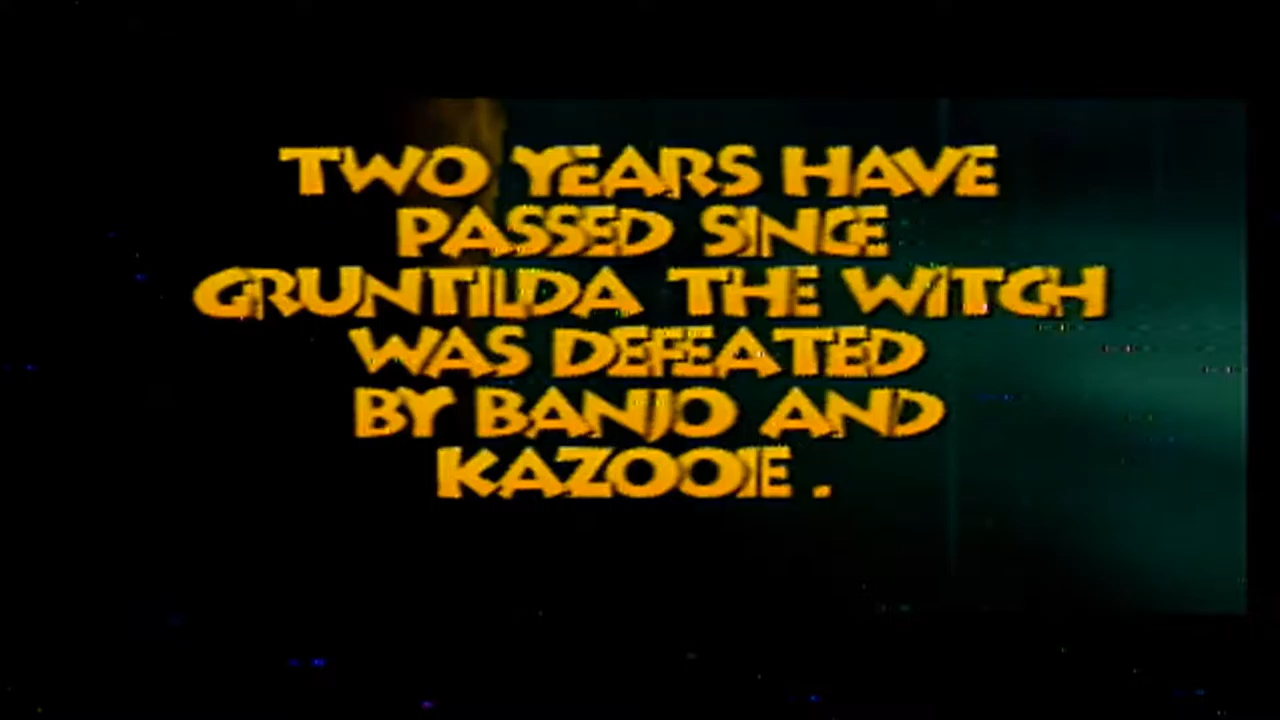 TWO YEARS HAVE
PASSED SINCE
GRUNTILDA THE WITCH
WAS DEFEATED
BY BANJO AND
KAZOOIE .